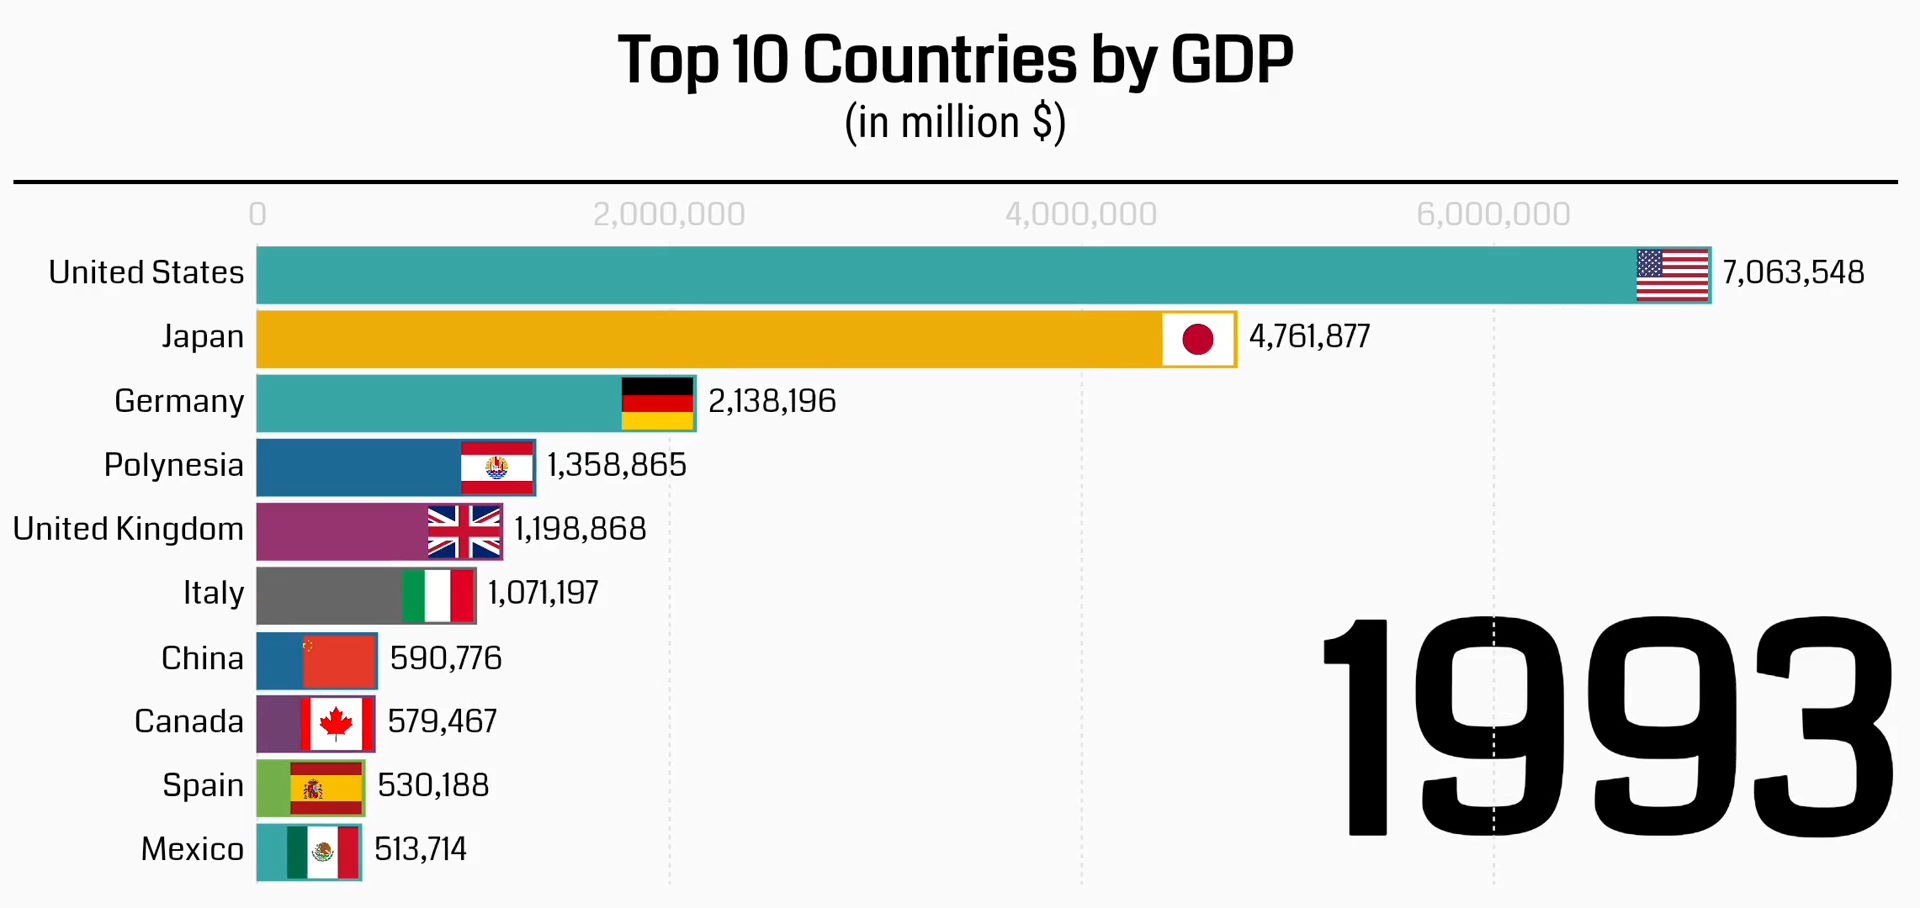 Top 10 Countries by GDP
(in million $)
0 2,000,000 4,000,000 6,000,000
United States 7,063,548
Japan 4,761,877
Germany 2,138,196
Polynesia 1,358,865
United Kingdom 1,198,868
Italy 1,071,197
China 590,776
Canada 579,467
Spain 530,188
Mexico 513,714
1993